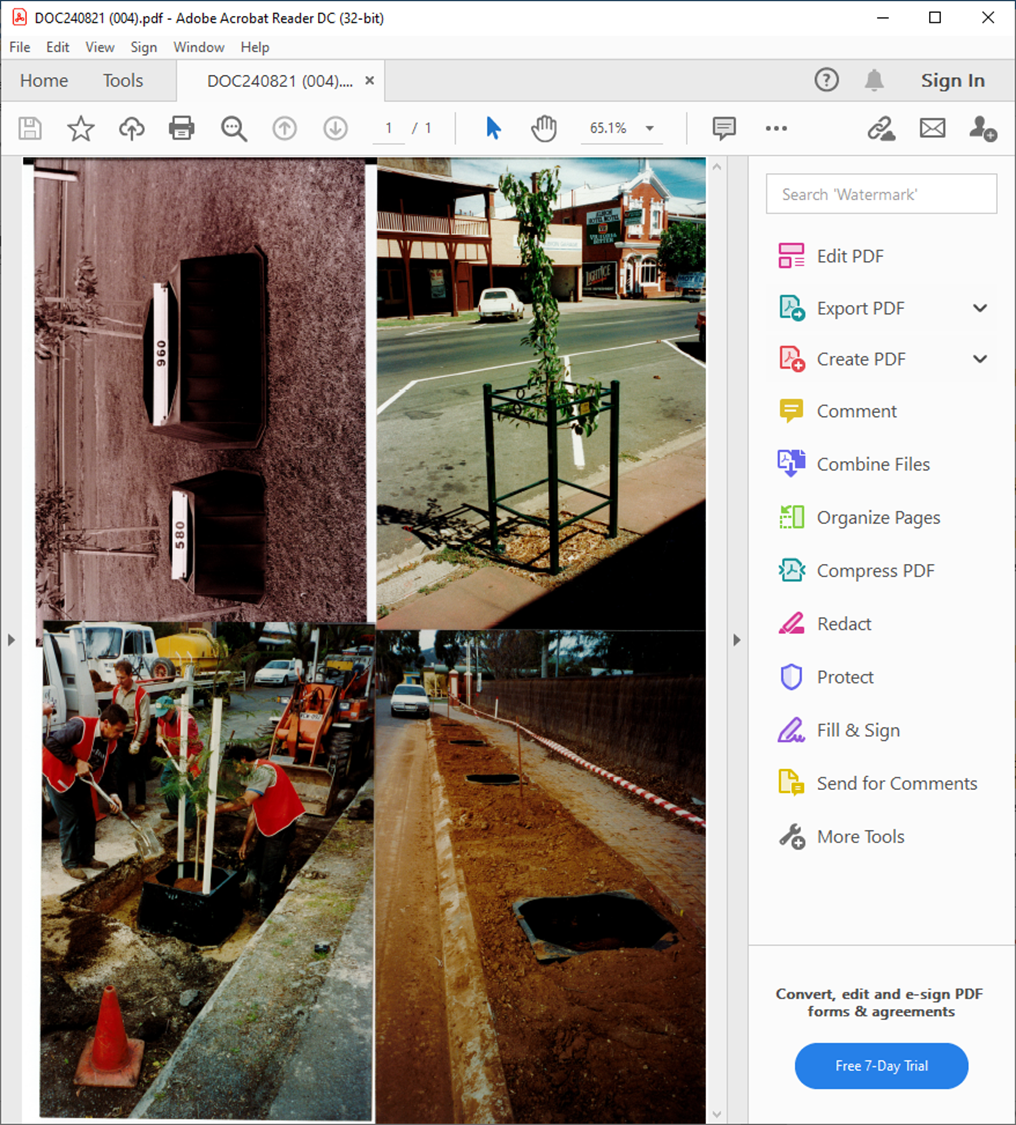 DOC240821 (004).pdf - Adobe Acrobat Reader DC (32-bit)
File Edit View Sign Window Help
Home Tools DOC240821 (004).... × Sign In
1 / 1 65.1%
Search 'Watermark'
Edit PDF
Export PDF
Create PDF
Comment
Combine Files
Organize Pages
Compress PDF
Redact
Protect
Fill & Sign
Send for Comments
More Tools
Convert, edit and e-sign PDF
forms & agreements
Free 7-Day Trial
960
580